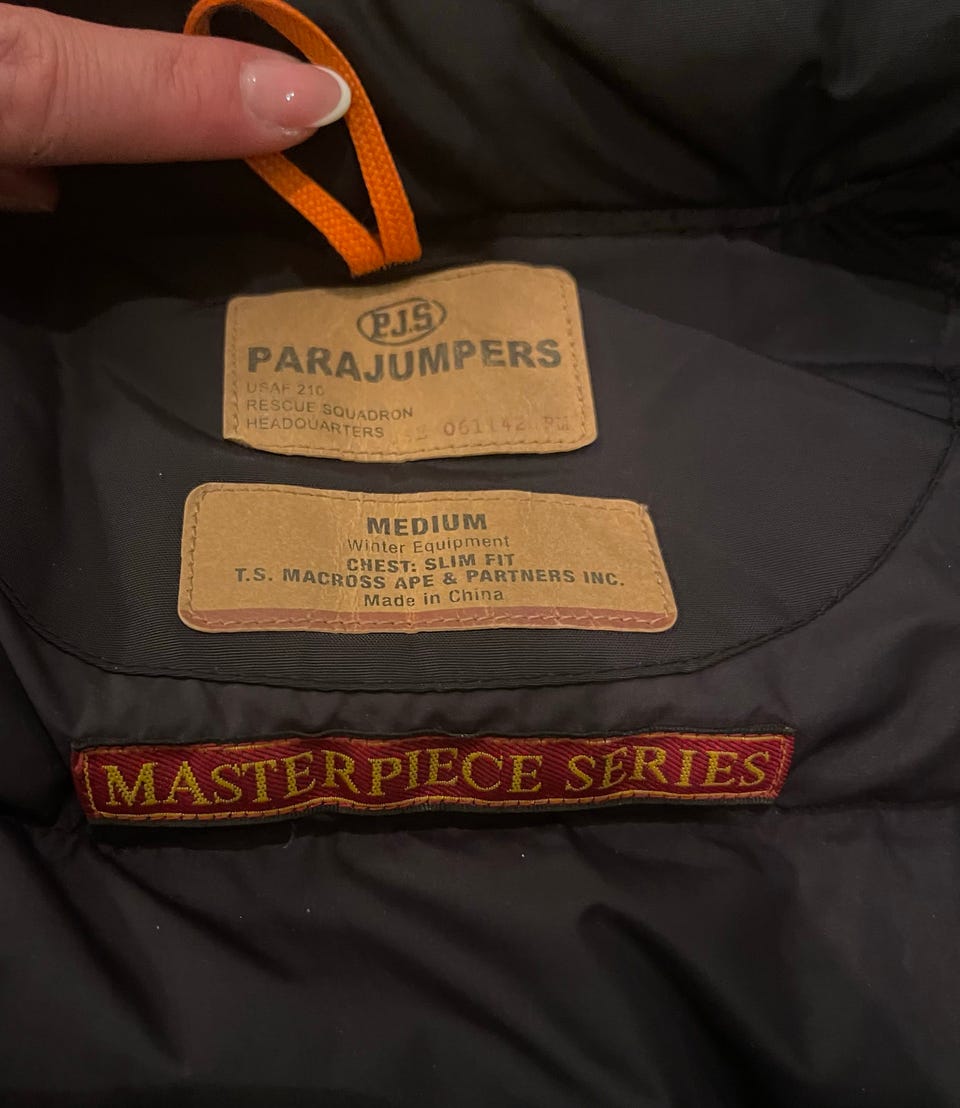 P.J.S
PARAJUMPERS
USAF 210
RESCUE SQUADRON
HEADQUARTERS 061142 PM
MEDIUM
Winter Equipment
CHEST: SLIM FIT
T.S. MACROSS APE & PARTNERS INC.
Made in China
MASTERPIECE SERIES